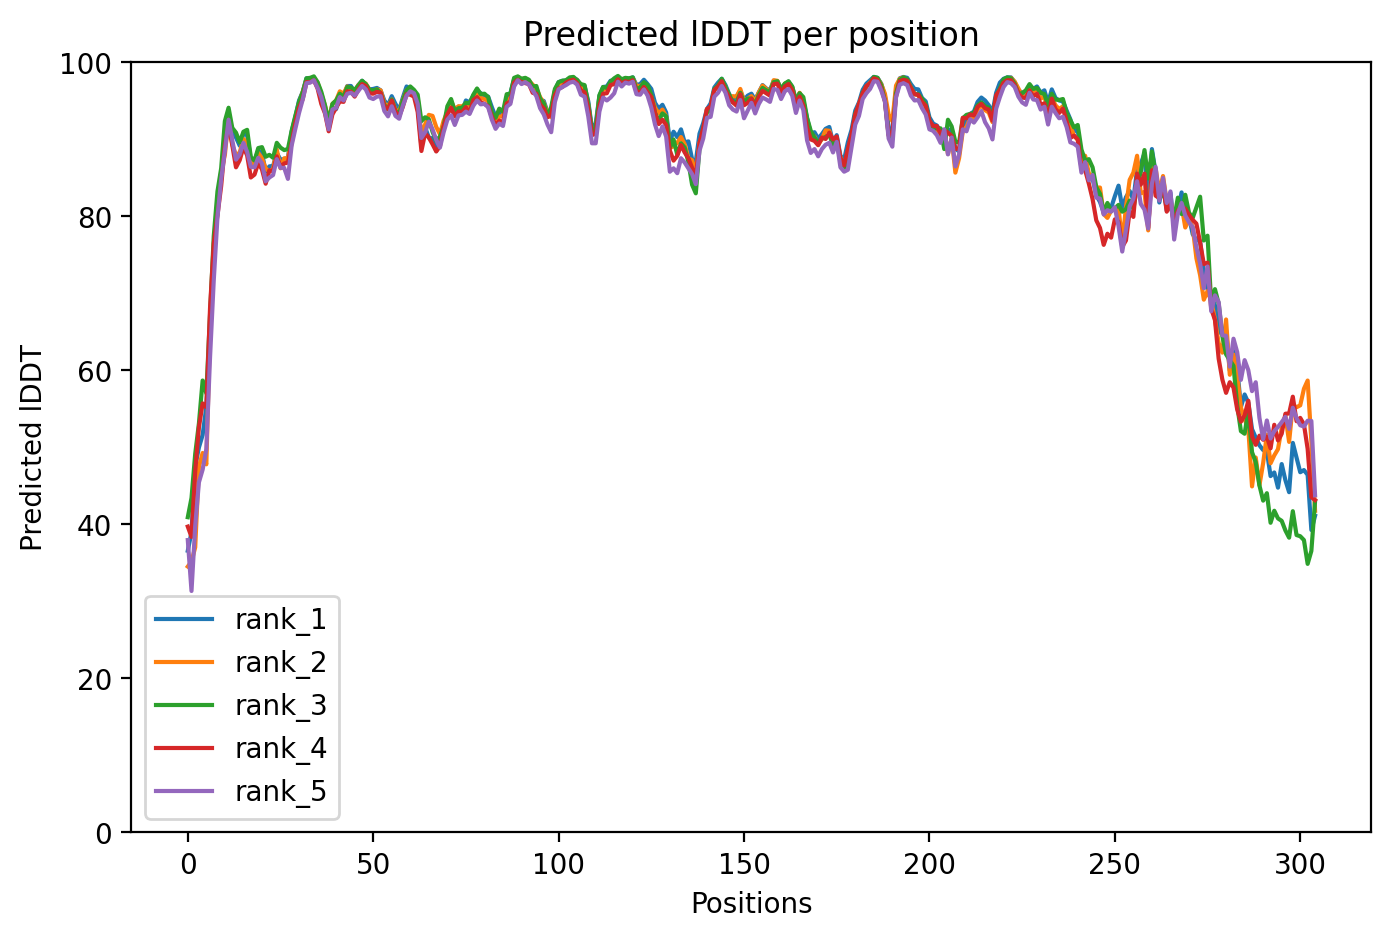 Predicted lDDT per position
100
80
60
40
20
0
Predicted lDDT
rank_1
rank_2
rank_3
rank_4
rank_5
0 50 100 150 200 250 300
Positions